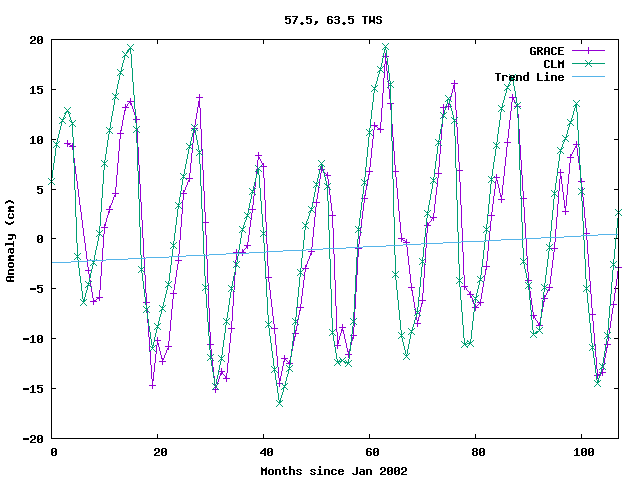 57.5, 63.5 TWS
GRACE
CLM
Trend Line
20
15
10
5
0
-5
-10
-15
-20
Anomaly (cm)
0 20 40 60 80 100
Months since Jan 2002